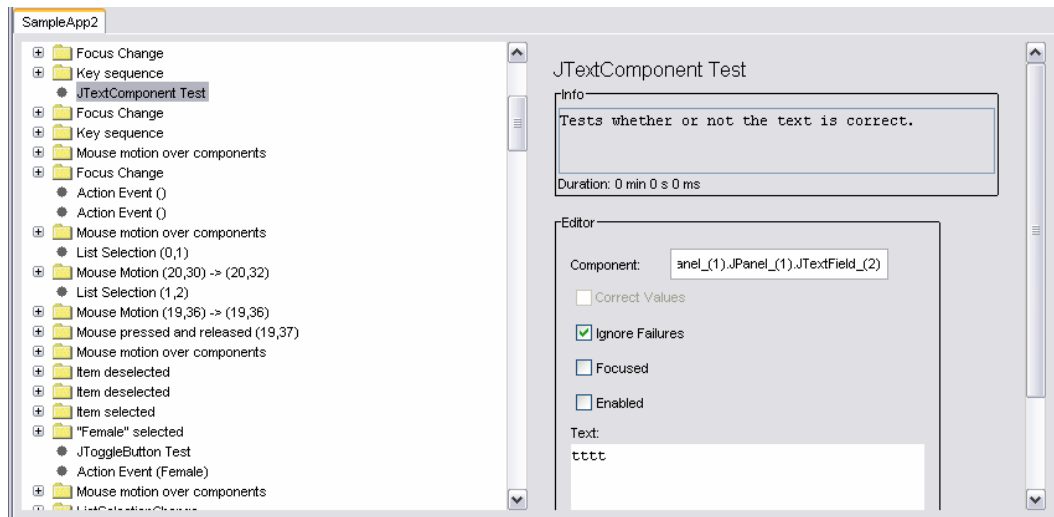 SampleApp2
Focus Change
Key sequence
JTextComponent Test
Focus Change
Key sequence
Mouse motion over components
Focus Change
Action Event ()
Action Event ()
Mouse motion over components
List Selection (0,1)
Mouse Motion (20,30) -> (20,32)
List Selection (1,2)
Mouse Motion (19,36) -> (19,36)
Mouse pressed and released (19,37)
Mouse motion over components
Item deselected
Item deselected
Item selected
"Female" selected
JToggleButton Test
Action Event (Female)
Mouse motion over components
ListSelectionChange
JTextComponent Test
Info
Tests whether or not the text is correct.
Duration: 0 min 0 s 0 ms
Editor
Component: anel_(1).JPanel_(1).JTextField_(2)
Correct Values
Ignore Failures
Focused
Enabled
Text:
tttt